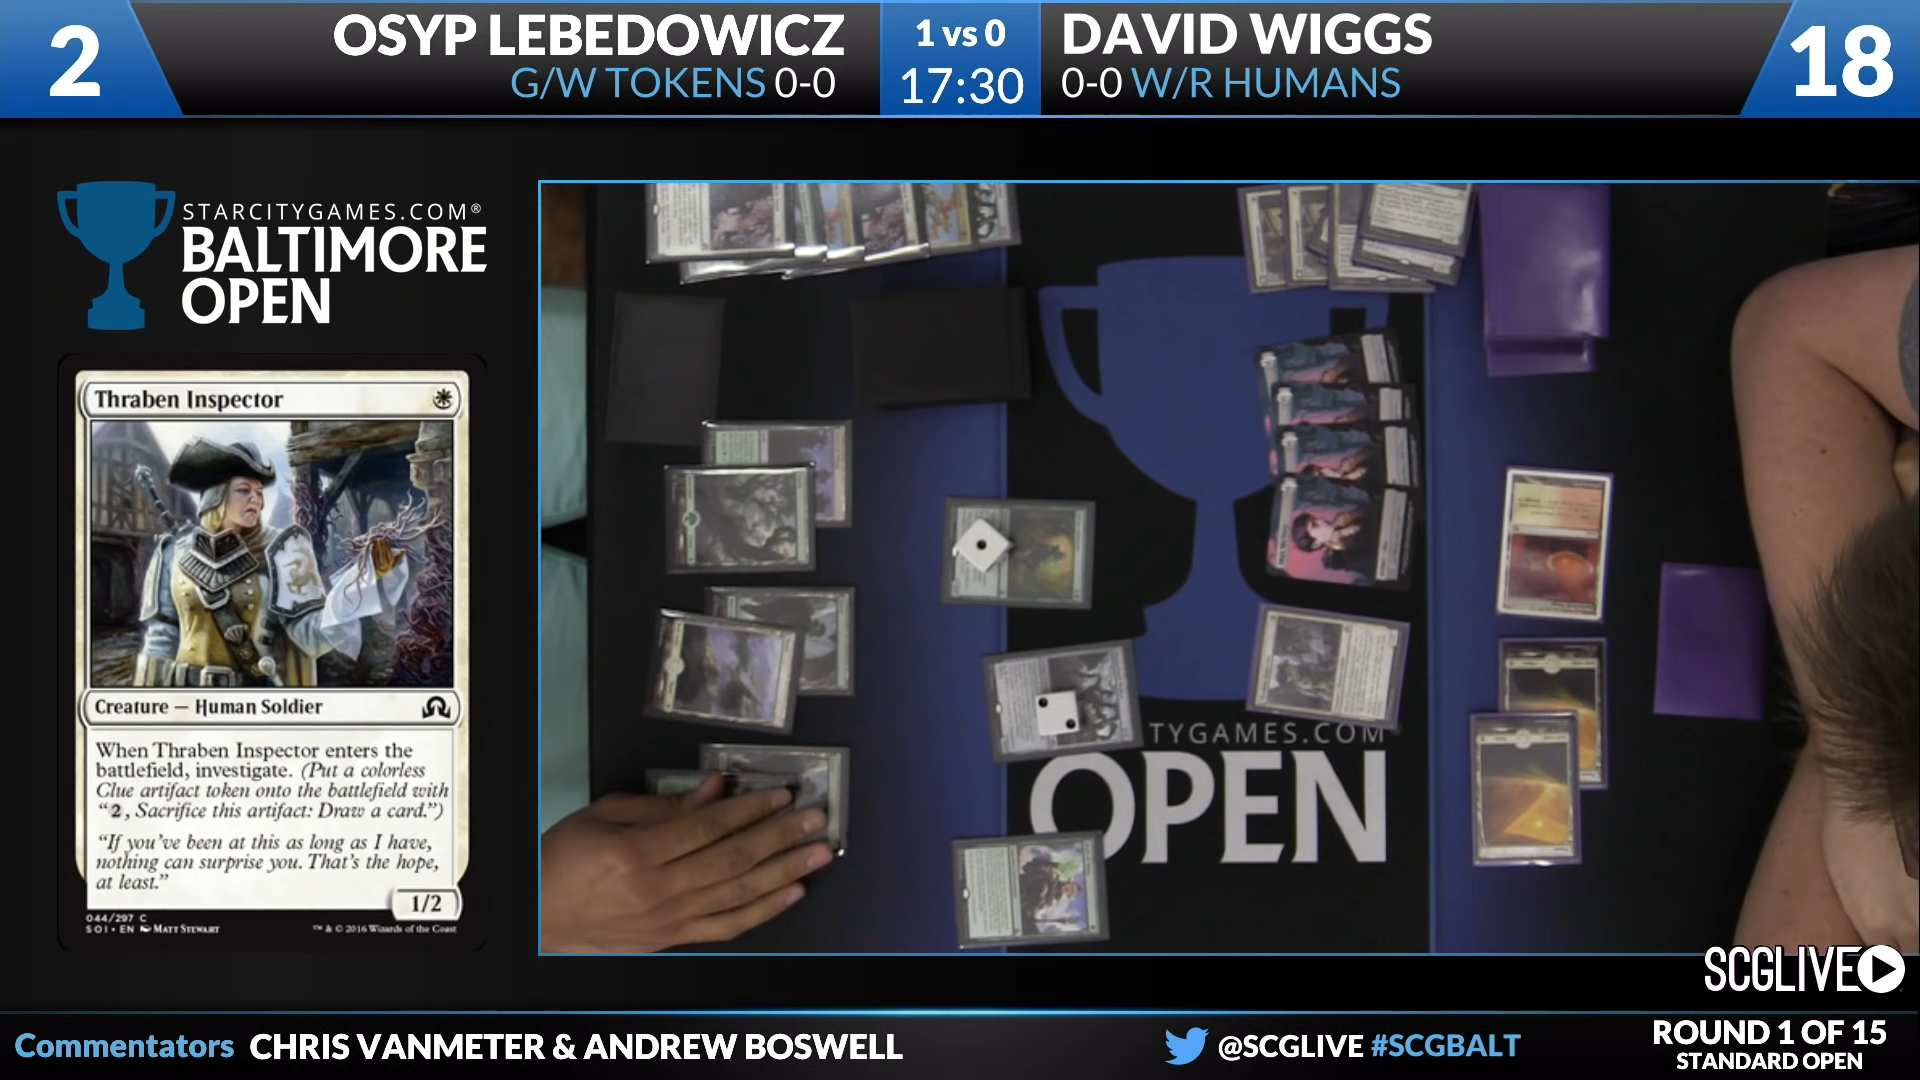 2
OSYP LEBEDOWICZ
G/W TOKENS 0-0
1 vs 0
17:30
DAVID WIGGS
0-0 W/R HUMANS
18
STARCITYGAMES.COM®
BALTIMORE
OPEN
Thraben Inspector
Creature — Human Soldier
When Thraben Inspector enters the
battlefield, investigate. (Put a colorless
Clue artifact token onto the battlefield with
“2, Sacrifice this artifact: Draw a card.”)
“If you’ve been at this as long as I have,
nothing can surprise you. That’s the hope,
at least.”
1/2
044/297 C
SOI • EN MATT STEWART
™ & © 2016 Wizards of the Coast
TYGAMES.COM
OPEN
SCGLIVE
Commentators CHRIS VANMETER & ANDREW BOSWELL
@SCGLIVE #SCGBALT
ROUND 1 OF 15
STANDARD OPEN